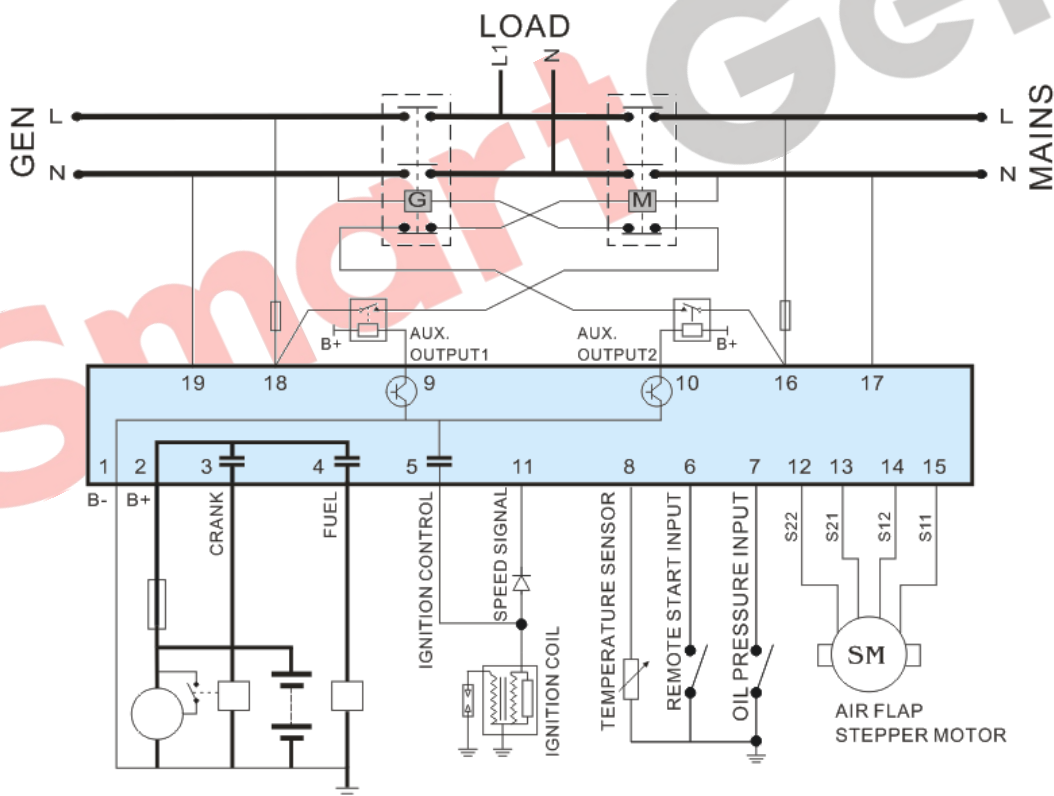 LOAD
L1
N
GEN
L
N
L
N
MAINS
G
M
SmartGen
B+
AUX.
OUTPUT1
AUX.
OUTPUT2
B+
19
18
9
10
16
17
1
2
3
4
5
11
8
6
7
12
13
14
15
B-
B+
CRANK
FUEL
IGNITION CONTROL
SPEED SIGNAL
IGNITION COIL
TEMPERATURE SENSOR
REMOTE START INPUT
OIL PRESSURE INPUT
S22
S21
S12
S11
SM
AIR FLAP
STEPPER MOTOR